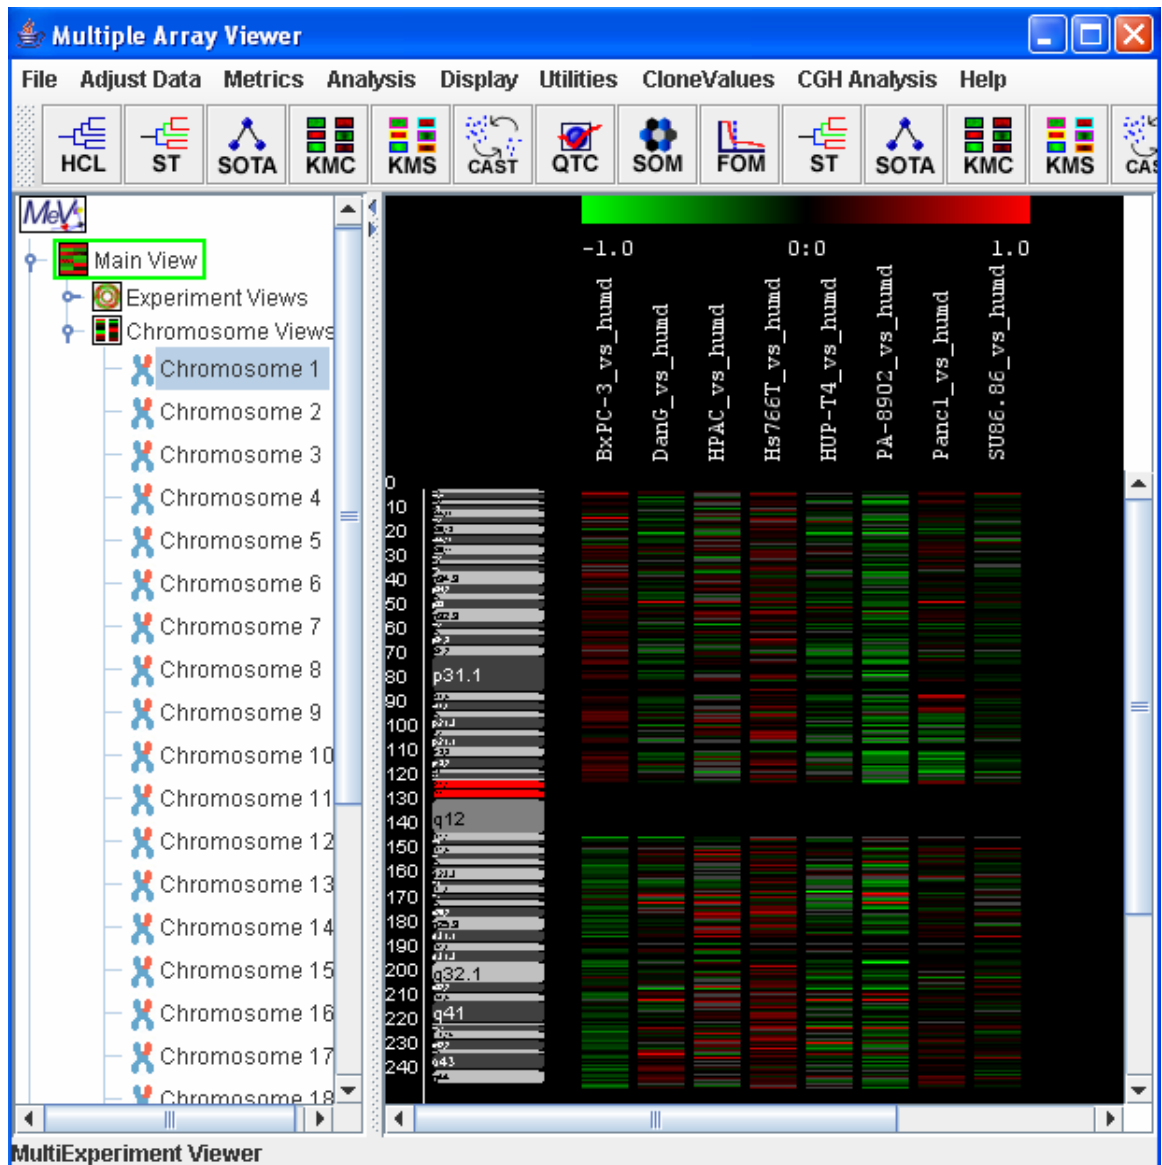 Multiple Array Viewer
File Adjust Data Metrics Analysis Display Utilities CloneValues CGH Analysis Help
HCL ST SOTA KMC KMS CAST QTC SOM FOM ST SOTA KMC KMS CAS
MeV
Main View
Experiment Views
Chromosome Views
Chromosome 1
Chromosome 2
Chromosome 3
Chromosome 4
Chromosome 5
Chromosome 6
Chromosome 7
Chromosome 8
Chromosome 9
Chromosome 10
Chromosome 11
Chromosome 12
Chromosome 13
Chromosome 14
Chromosome 15
Chromosome 16
Chromosome 17
Chromosome 18
-1.0 0:0 1.0
BxPC-3_vs_humd
DanG_vs_humd
HPAC_vs_humd
Hs766T_vs_humd
HUP-T4_vs_humd
PA-8902_vs_humd
Panc1_vs_humd
SU86.86_vs_humd
0
10
20
30
40
50
60
70
80 p31.1
90
100
110
120
130
140 q12
150
160
170
180
190
200 q32.1
210
220 q41
230
240
MultiExperiment Viewer